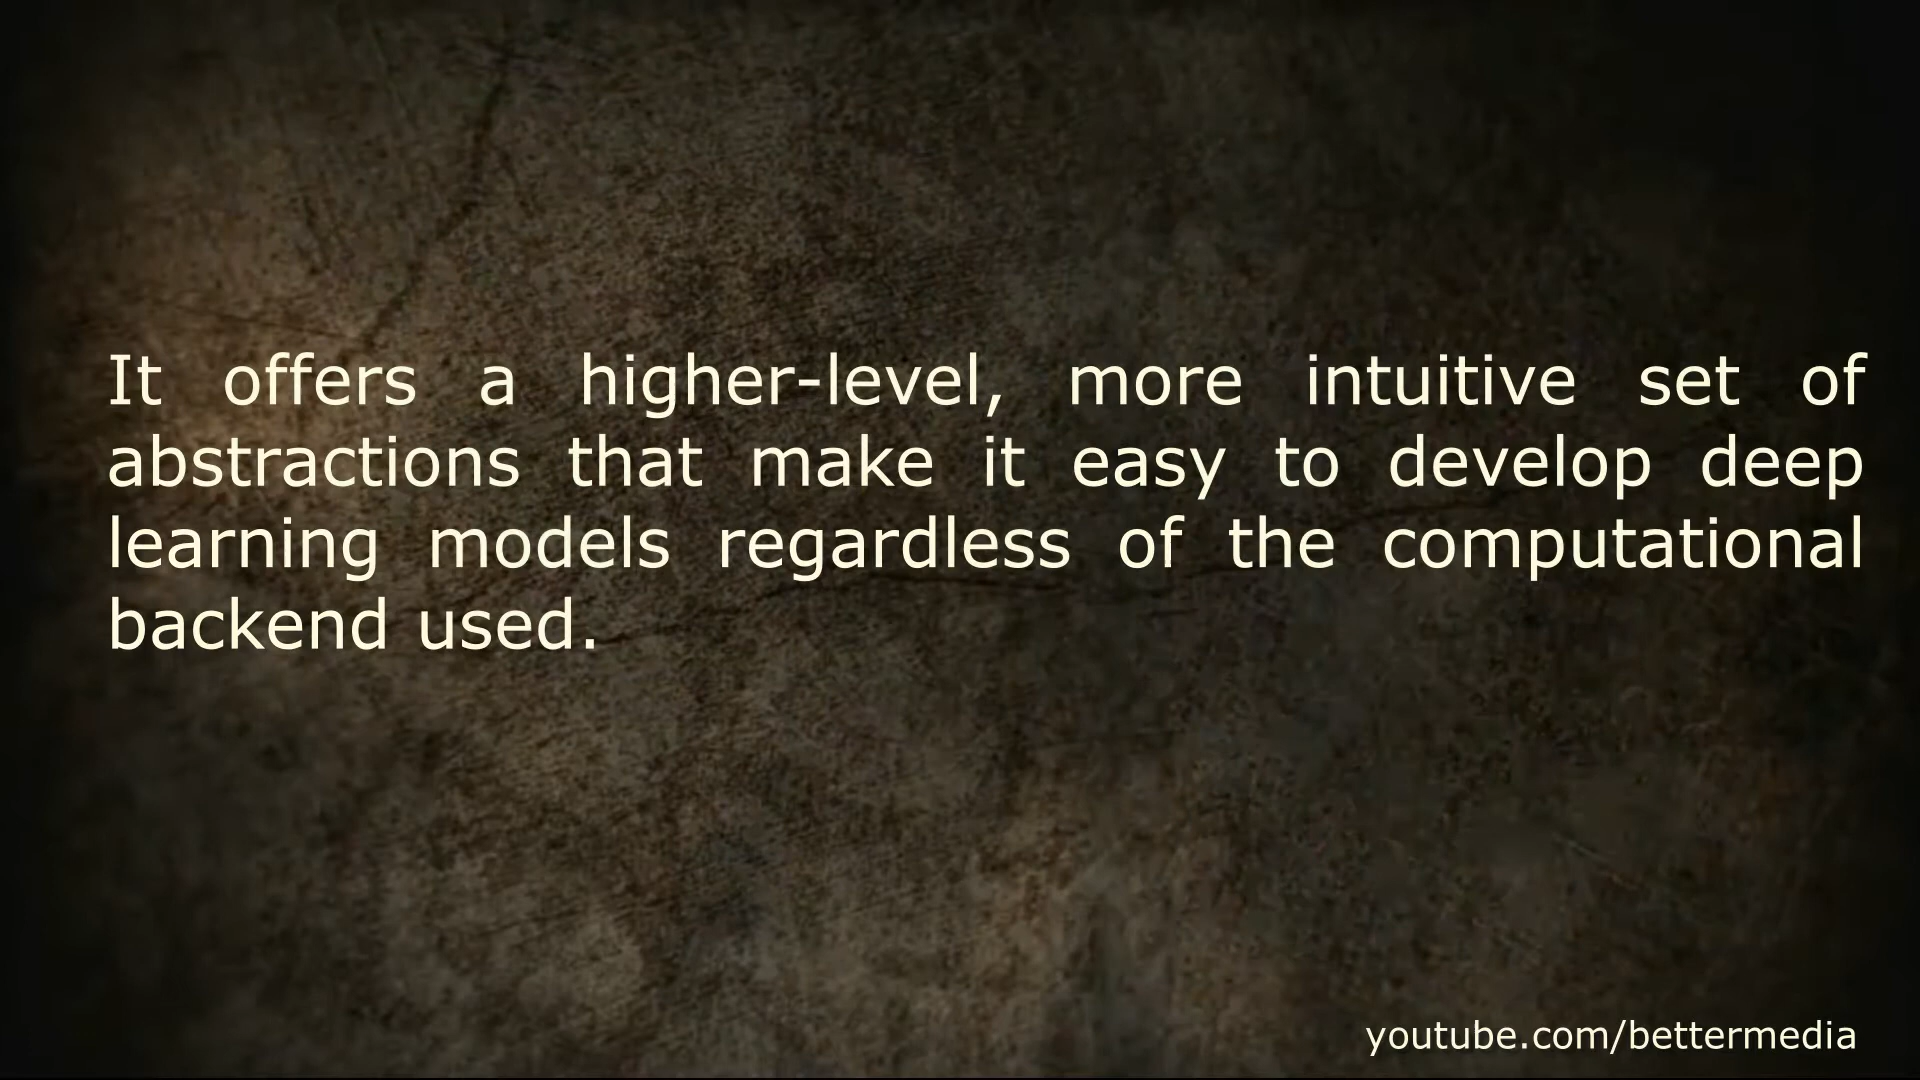 It offers a higher-level, more intuitive set of
abstractions that make it easy to develop deep
learning models regardless of the computational
backend used.
youtube.com/bettermedia